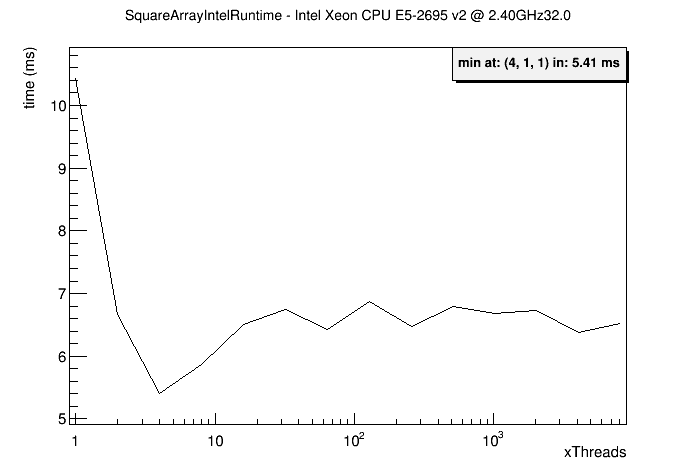 SquareArrayIntelRuntime - Intel Xeon CPU E5-2695 v2 @ 2.40GHz32.0
time (ms)
min at: (4, 1, 1) in: 5.41 ms
10
9
8
7
6
5
1 10 10² 10³
xThreads